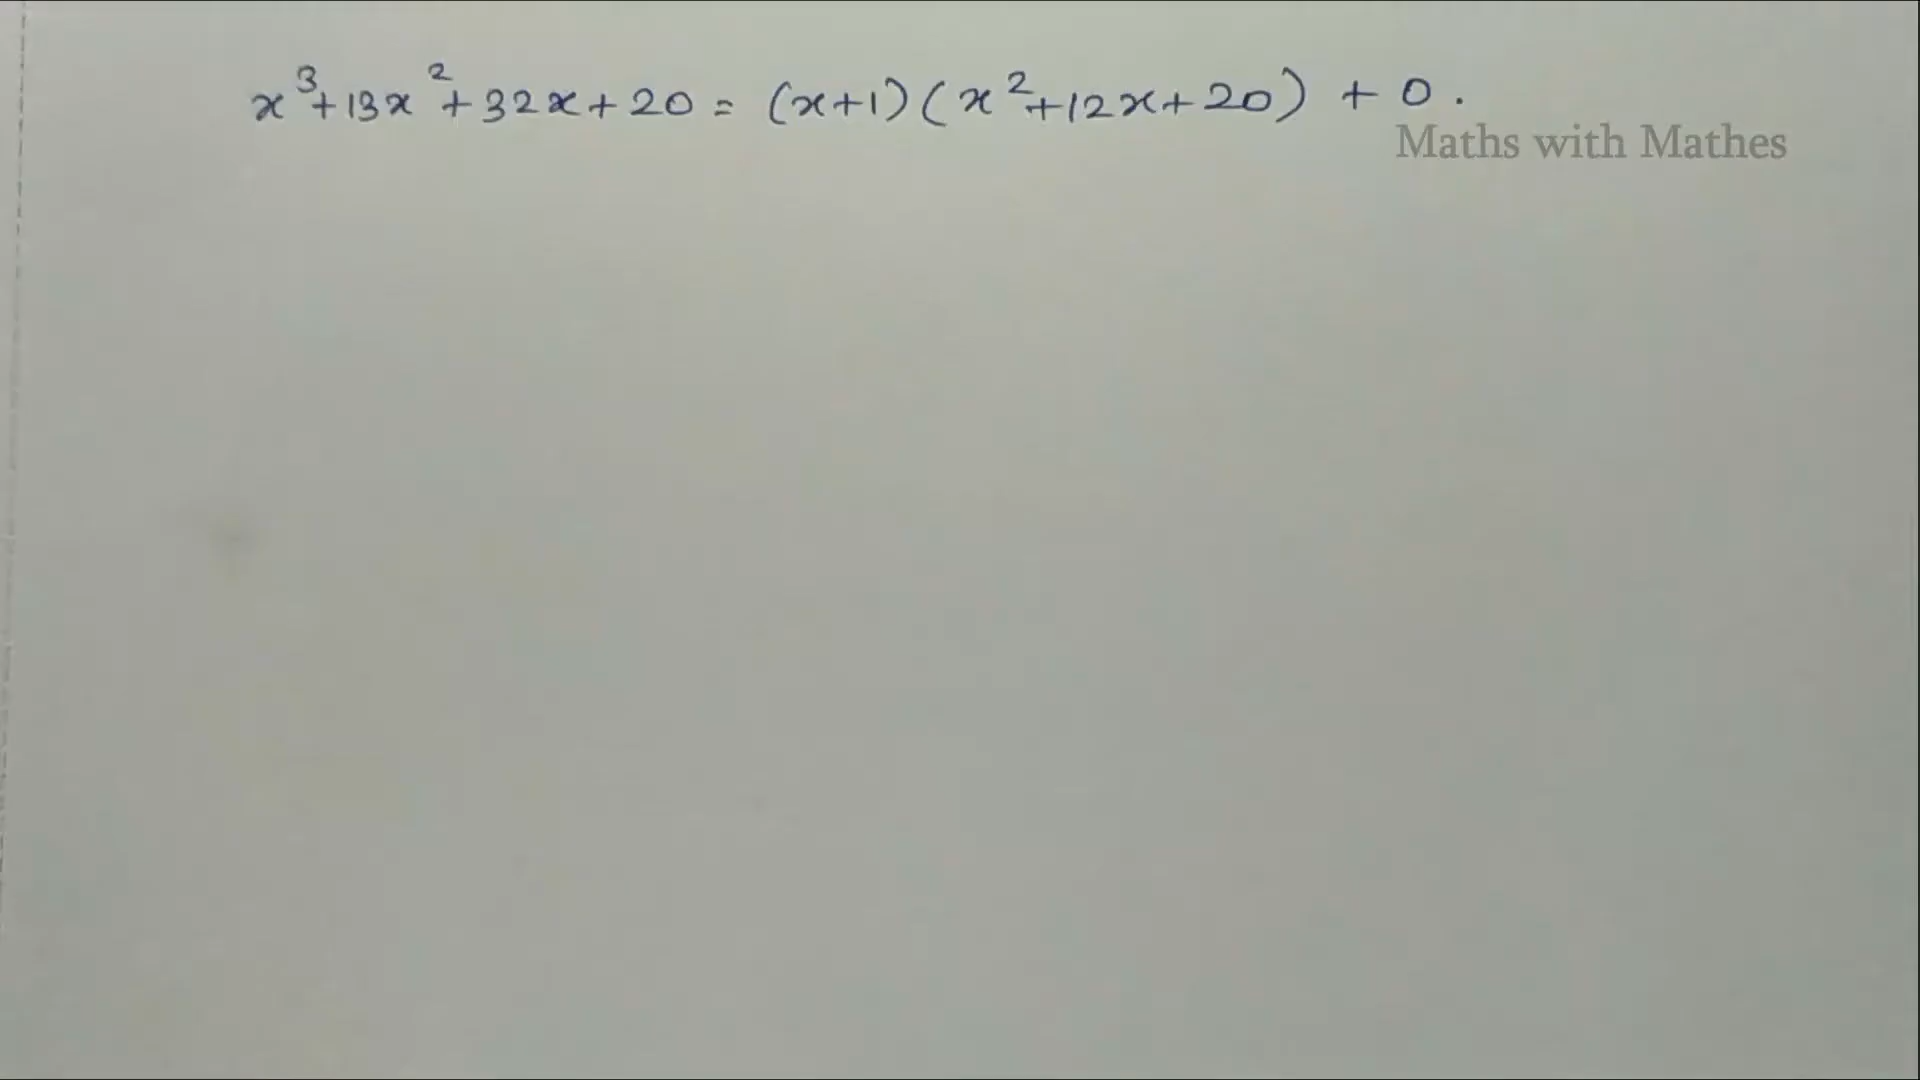 x³+13x²+32x+20 = (x+1)(x²+12x+20) + 0.
Maths with Mathes